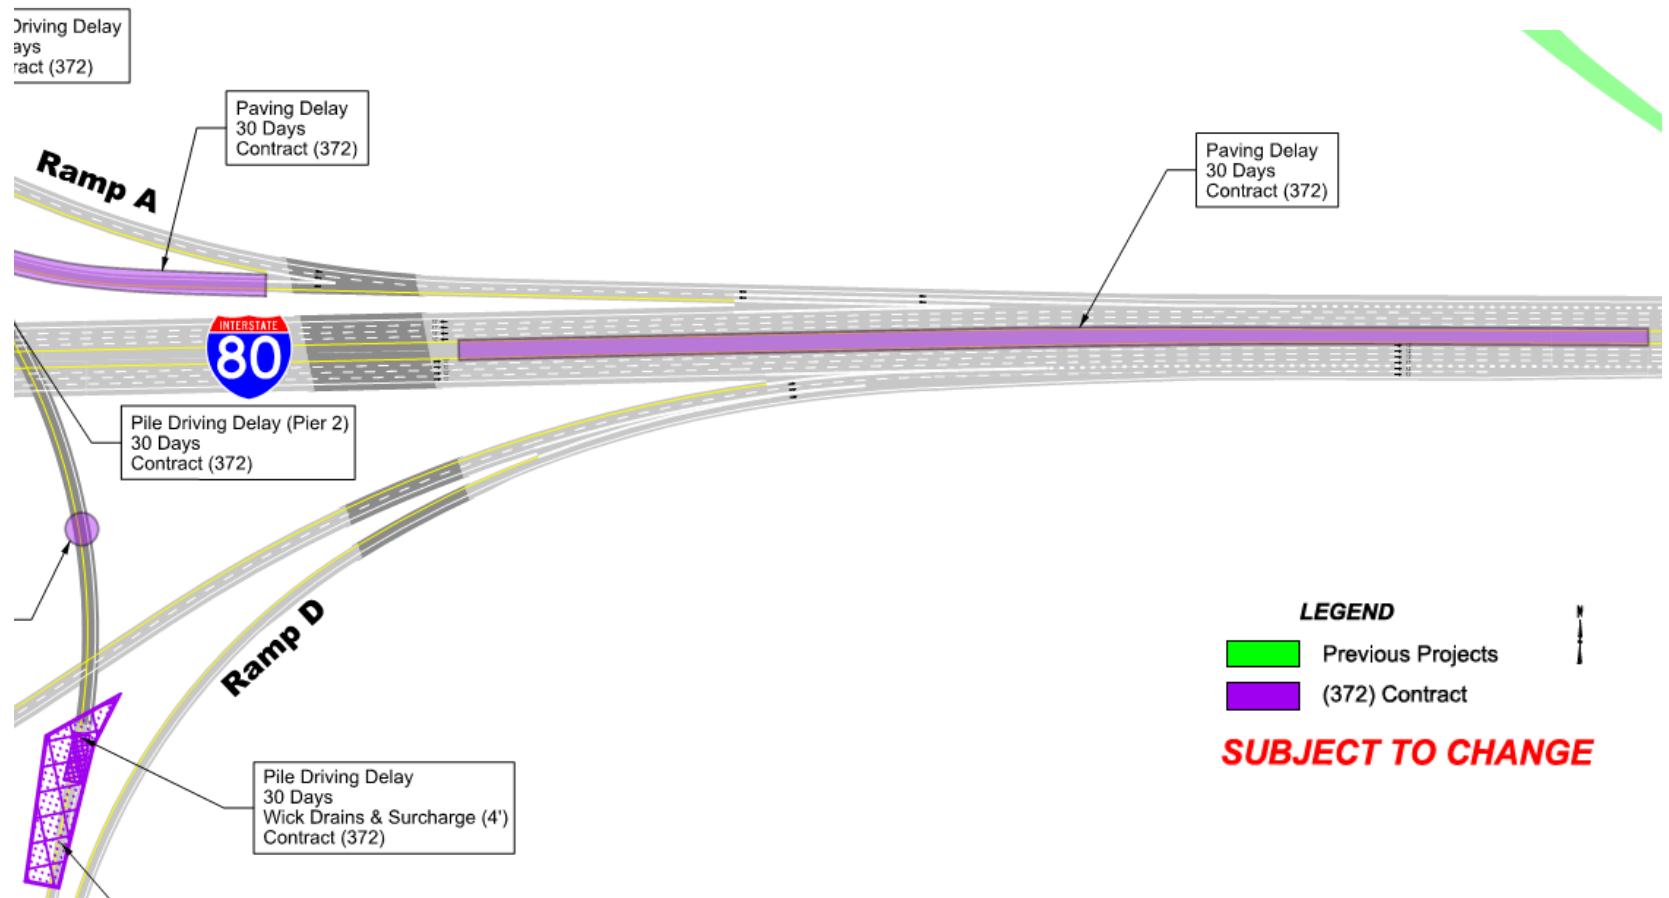 Driving Delay
ays
ract (372)
Paving Delay
30 Days
Contract (372)
Ramp A
Paving Delay
30 Days
Contract (372)
INTERSTATE
80
Pile Driving Delay (Pier 2)
30 Days
Contract (372)
Ramp D
LEGEND
N
Previous Projects
(372) Contract
SUBJECT TO CHANGE
Pile Driving Delay
30 Days
Wick Drains & Surcharge (4')
Contract (372)